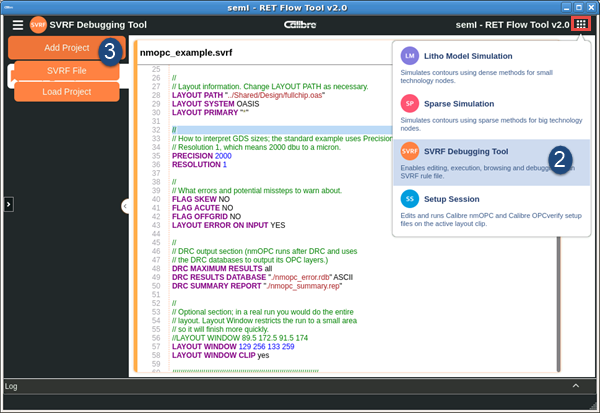 seml - RET Flow Tool v2.0
SVRF SVRF Debugging Tool
Calibre
seml - RET Flow Tool v2.0
Add Project
3
SVRF File
Load Project
nmopc_example.svrf
25
26 //
27 // Layout information. Change LAYOUT PATH as necessary.
28 LAYOUT PATH "../Shared/Design/fullchip.oas"
29 LAYOUT SYSTEM OASIS
30 LAYOUT PRIMARY "*"
31
32 //
33 // How to interpret GDS sizes; the standard example uses Precision
34 // Resolution 1, which means 2000 dbu to a micron.
35 PRECISION 2000
36 RESOLUTION 1
37
38 //
39 // What errors and potential missteps to warn about.
40 FLAG SKEW NO
41 FLAG ACUTE NO
42 FLAG OFFGRID NO
43 LAYOUT ERROR ON INPUT YES
44
45 //
46 // DRC output section (nmOPC runs after DRC and uses
47 // the DRC databases to output its OPC layers.)
48 DRC MAXIMUM RESULTS all
49 DRC RESULTS DATABASE "./nmopc_error.rdb" ASCII
50 DRC SUMMARY REPORT "./nmopc_summary.rep"
51
52 //
53 // Optional section; in a real run you would do the entire
54 // layout. Layout Window restricts the run to a small area
55 // so it will finish more quickly.
56 //LAYOUT WINDOW 89.5 172.5 91.5 174
57 LAYOUT WINDOW 129 256 133 259
58 LAYOUT WINDOW CLIP yes
59
LM Litho Model Simulation
Simulates contours using dense methods for small
technology nodes.
SP Sparse Simulation
Simulates contours using sparse methods for big technology
nodes.
SVRF SVRF Debugging Tool
2
Enables editing, execution, browsing and debugging
SVRF rule file.
SS Setup Session
Edits and runs Calibre nmOPC and Calibre OPCverify setup
files on the active layout clip.
Log